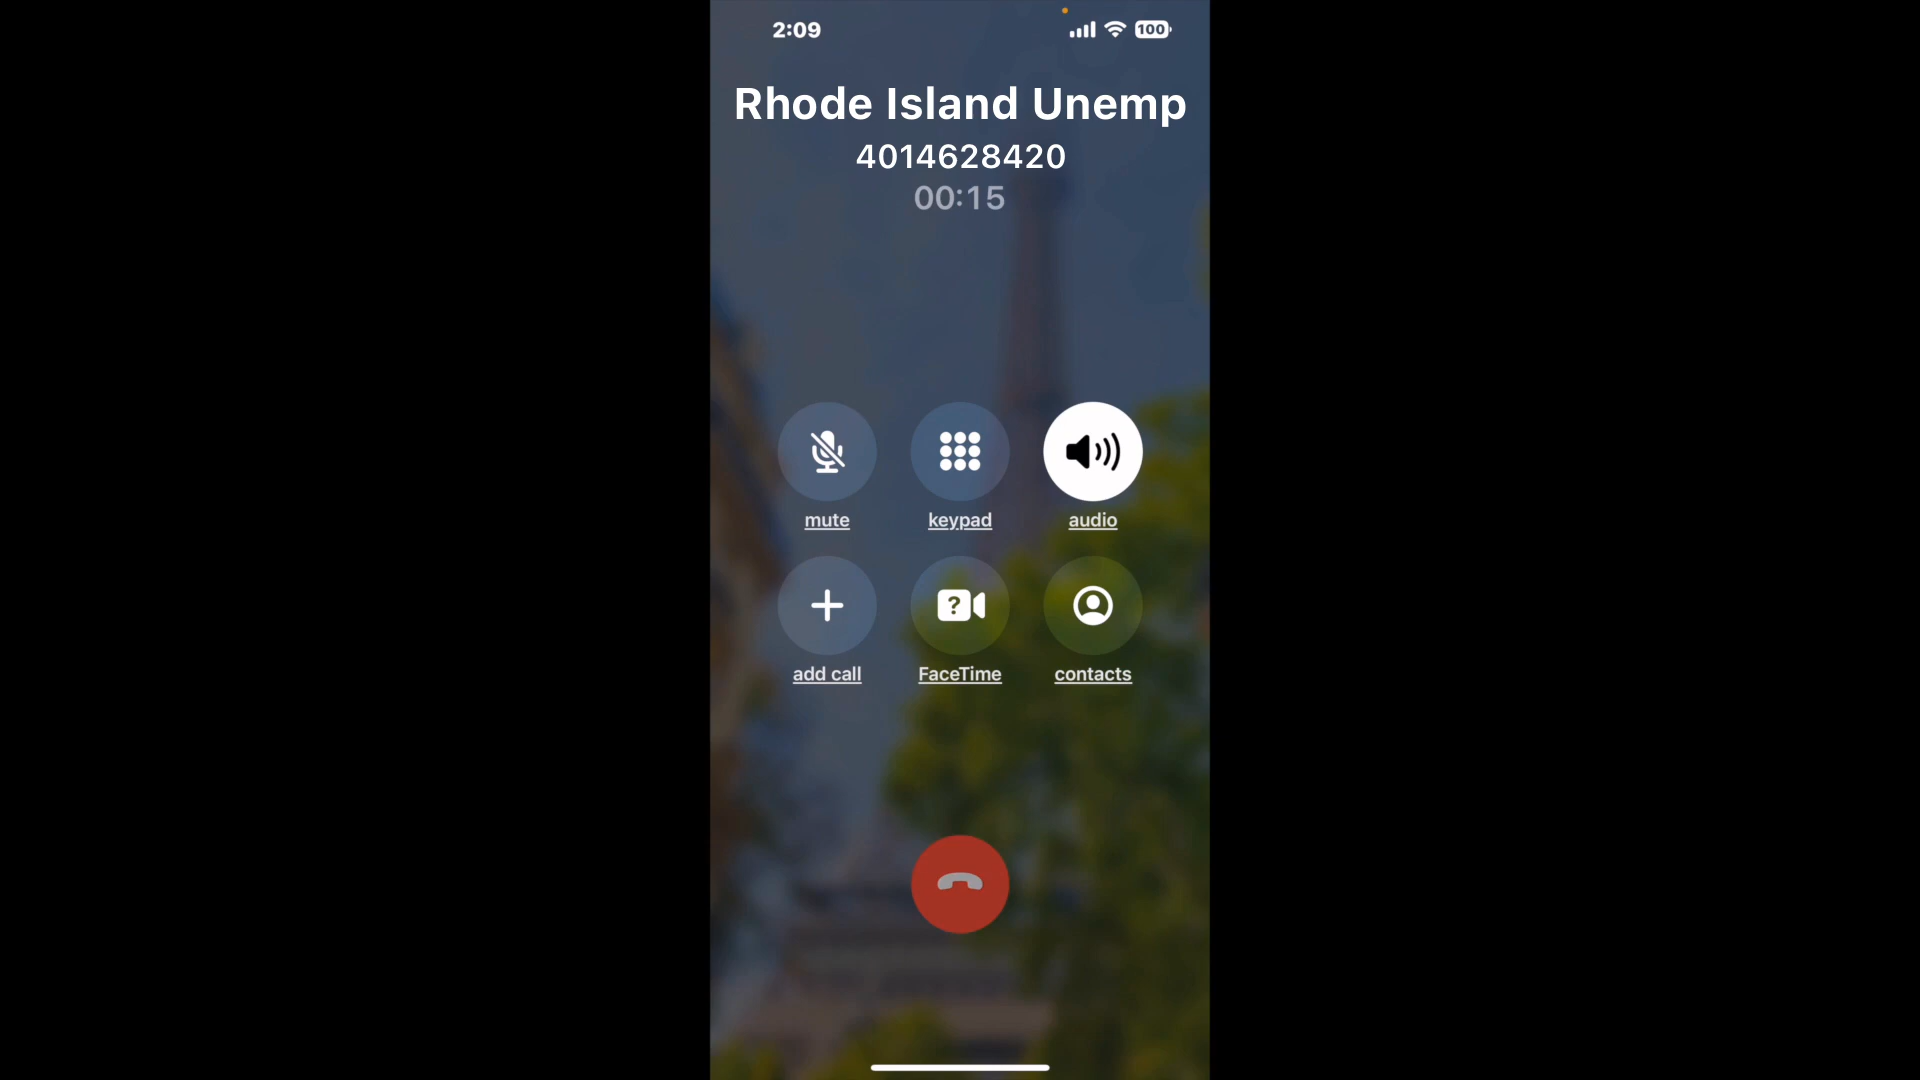 2:09
100
Rhode Island Unemp
4014628420
00:15
mute
keypad
audio
?
add call
FaceTime
contacts